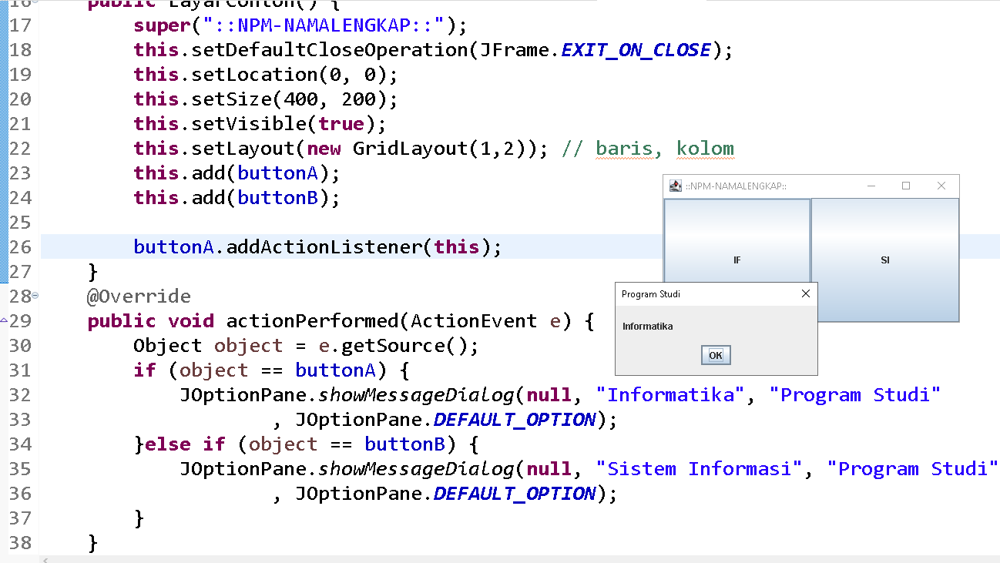 16 public LayarConton() {
17 super("::NPM-NAMALENGKAP::");
18 this.setDefaultCloseOperation(JFrame.EXIT_ON_CLOSE);
19 this.setLocation(0, 0);
20 this.setSize(400, 200);
21 this.setVisible(true);
22 this.setLayout(new GridLayout(1,2)); // baris, kolom
23 this.add(buttonA);
24 this.add(buttonB);
25
26 buttonA.addActionListener(this);
27 }
28 @Override
29 public void actionPerformed(ActionEvent e) {
30 Object object = e.getSource();
31 if (object == buttonA) {
32 JOptionPane.showMessageDialog(null, "Informatika", "Program Studi"
33 , JOptionPane.DEFAULT_OPTION);
34 }else if (object == buttonB) {
35 JOptionPane.showMessageDialog(null, "Sistem Informasi", "Program Studi"
36 , JOptionPane.DEFAULT_OPTION);
37 }
38 }
::NPM-NAMALENGKAP::
IF
SI
Program Studi
Informatika
OK